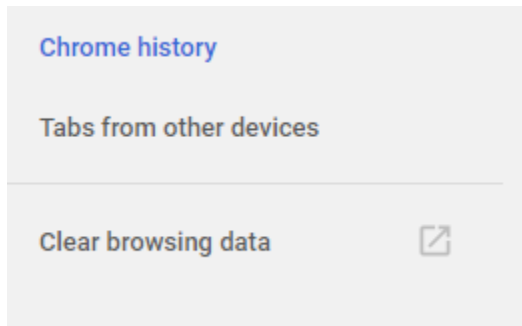 Chrome history
Tabs from other devices
Clear browsing data